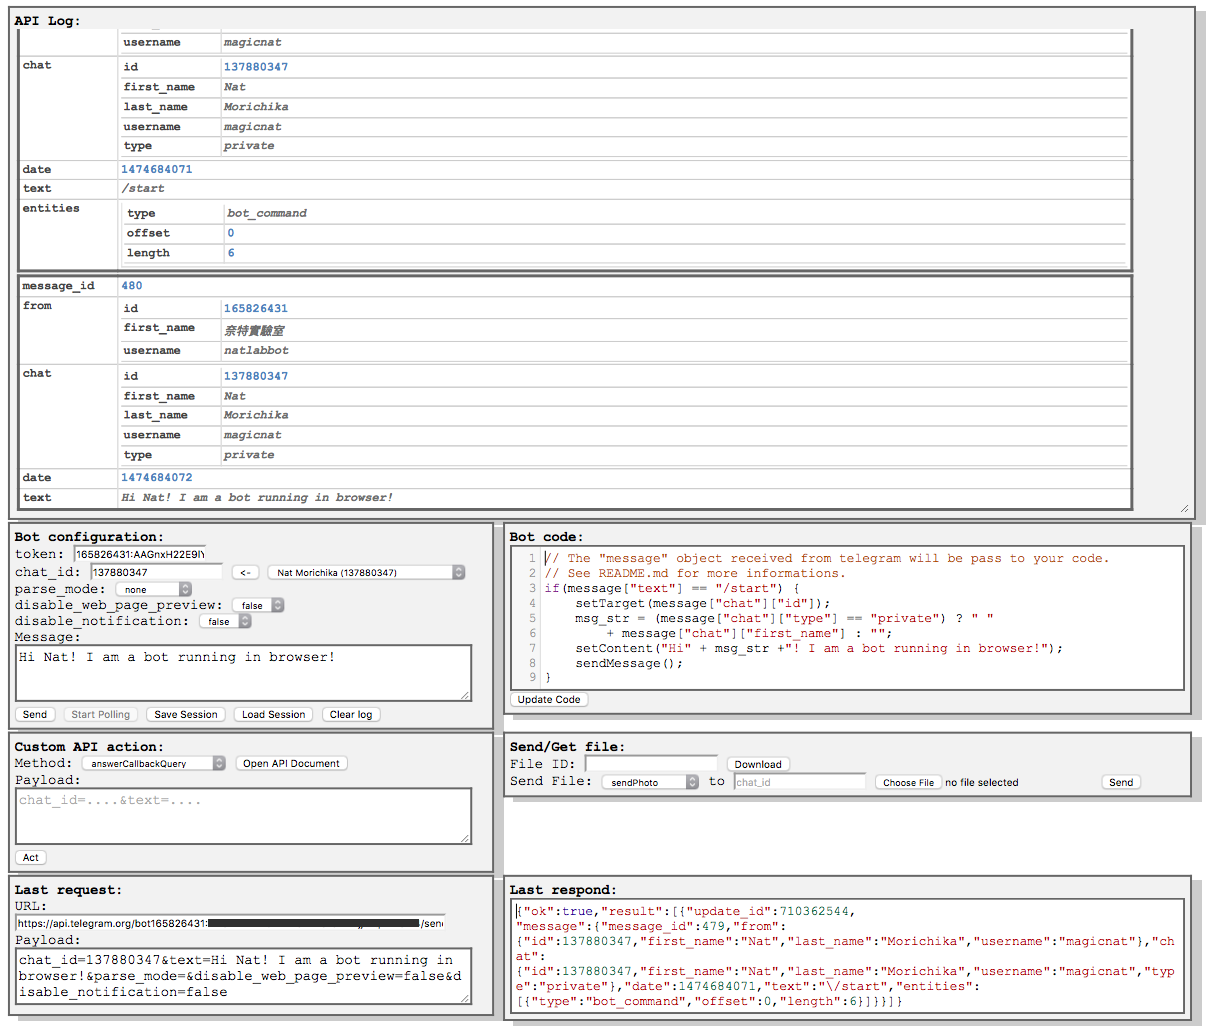 API Log:
username magicnat
chat id 137880347
first_name Nat
last_name Morichika
username magicnat
type private
date 1474684071
text /start
entities type bot_command
offset 0
length 6
message_id 480
from id 165826431
first_name 奈特實驗室
username natlabbot
chat id 137880347
first_name Nat
last_name Morichika
username magicnat
type private
date 1474684072
text Hi Nat! I am a bot running in browser!
Bot configuration:
token: 165826431:AAGnxH22E9
chat_id: 137880347 <- Nat Morichika (137880347)
parse_mode: none
disable_web_page_preview: false
disable_notification: false
Message:
Hi Nat! I am a bot running in browser!
Send Start Polling Save Session Load Session Clear log
Bot code:
1 // The "message" object received from telegram will be pass to your code.
2 // See README.md for more informations.
3 if(message["text"] == "/start") {
4 setTarget(message["chat"]["id"]);
5 msg_str = (message["chat"]["type"] == "private") ? " "
6 + message["chat"]["first_name"] : "";
7 setContent("Hi" + msg_str +"! I am a bot running in browser!");
8 sendMessage();
9 }
Update Code
Custom API action:
Method: answerCallbackQuery Open API Document
Payload:
chat_id=....&text=....
Act
Send/Get file:
File ID: Download
Send File: sendPhoto to chat_id Choose File no file selected Send
Last request:
URL:
https://api.telegram.org/bot165826431: /send
Payload:
chat_id=137880347&text=Hi Nat! I am a bot running in
browser!&parse_mode=&disable_web_page_preview=false&d
isable_notification=false
Last respond:
{"ok":true,"result":[{"update_id":710362544,
"message":{"message_id":479,"from":
{"id":137880347,"first_name":"Nat","last_name":"Morichika","username":"magicnat"},"ch
at":
{"id":137880347,"first_name":"Nat","last_name":"Morichika","username":"magicnat","typ
e":"private"},"date":1474684071,"text":"\/start","entities":
[{"type":"bot_command","offset":0,"length":6}]}}]}